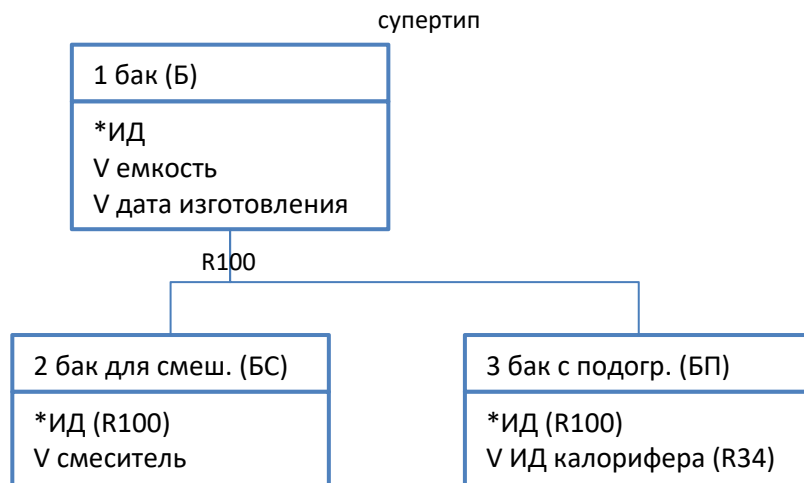 супертип
1 бак (Б)
*ИД
V емкость
V дата изготовления
R100
2 бак для смеш. (БС)
*ИД (R100)
V смеситель
3 бак с подогр. (БП)
*ИД (R100)
V ИД калорифера (R34)